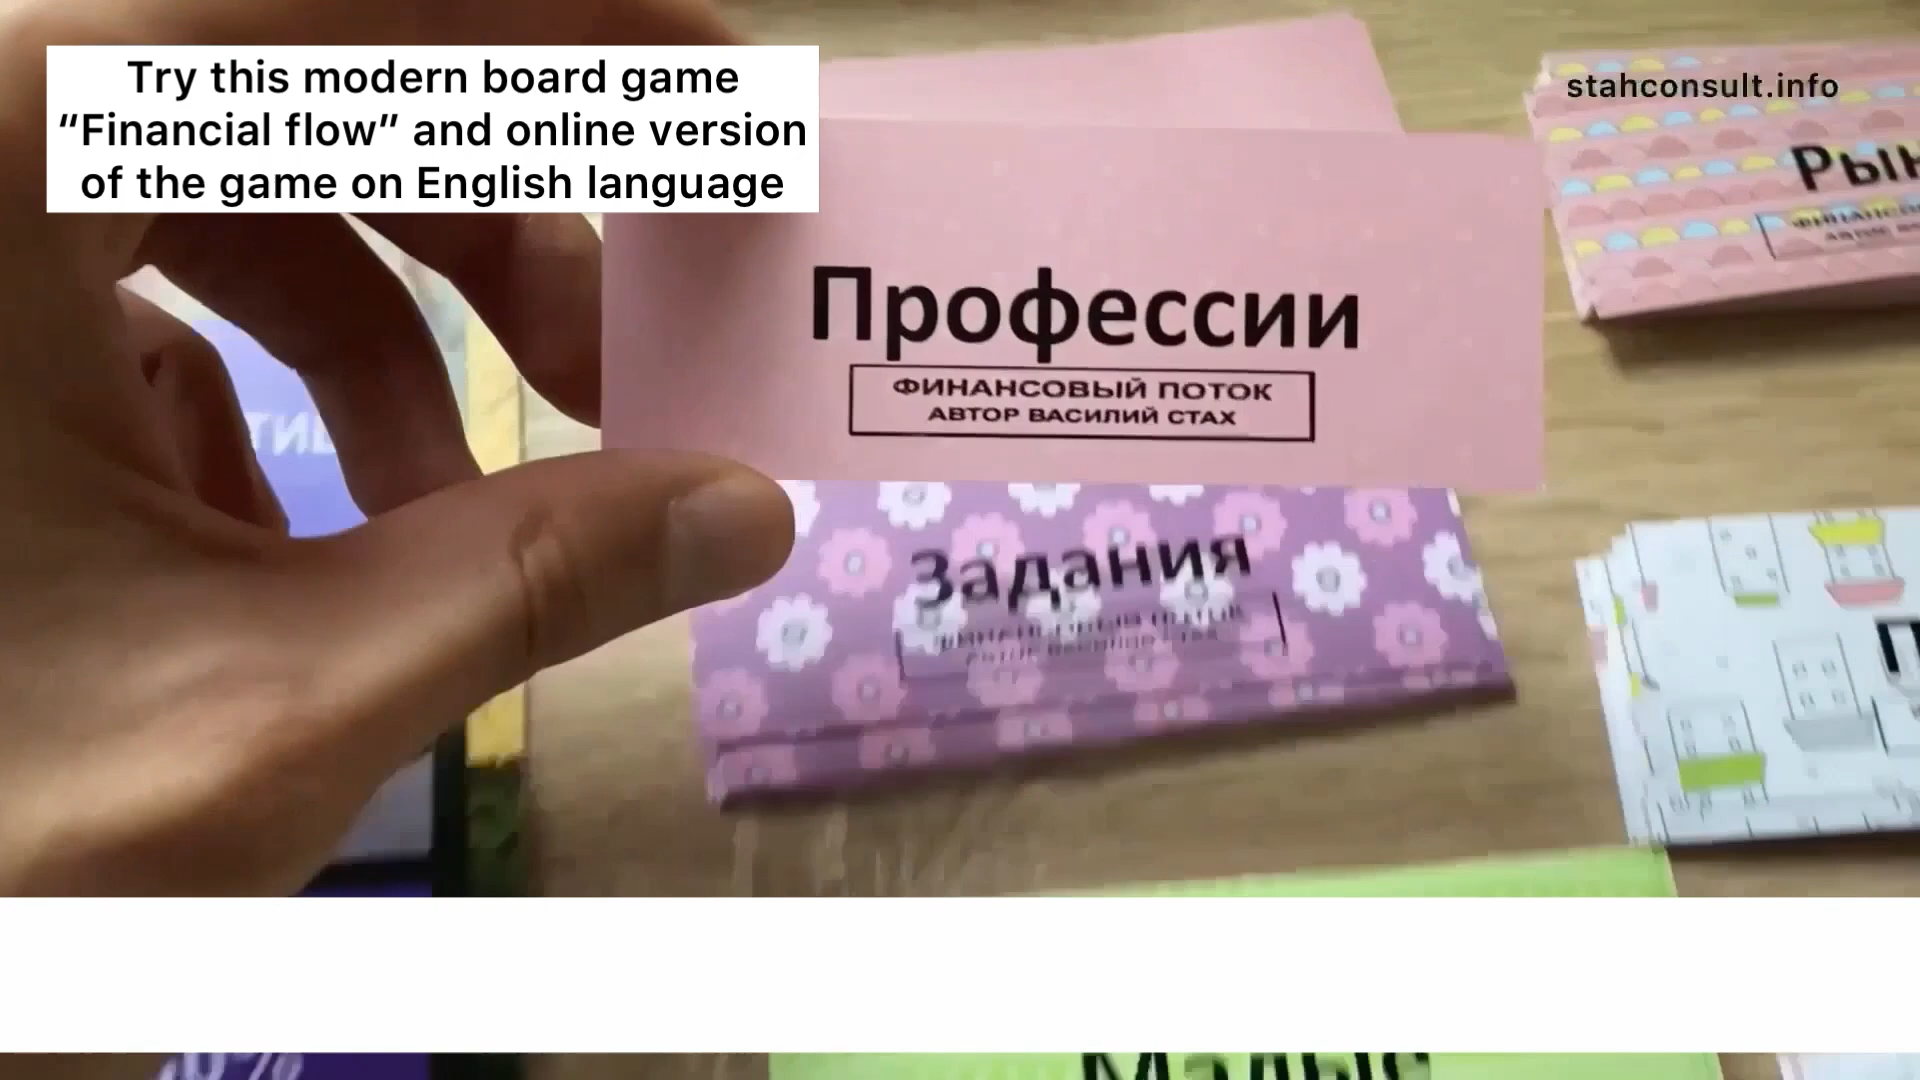 Try this modern board game
“Financial flow” and online version
of the game on English language
stahconsult.info
Профессии
ФИНАНСОВЫЙ ПОТОК
АВТОР ВАСИЛИЙ СТАХ
Задания